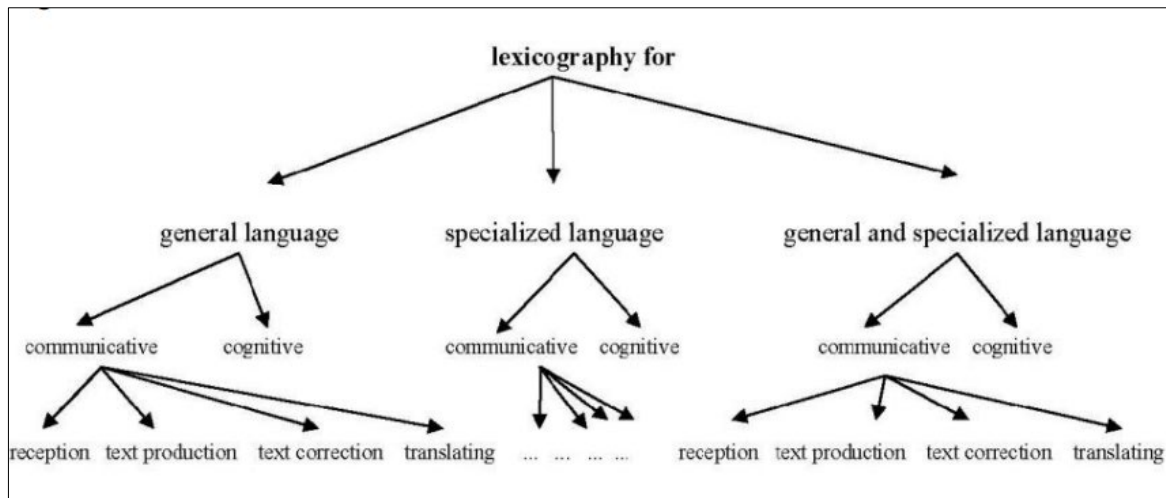 lexicography for
general language specialized language general and specialized language
communicative cognitive communicative cognitive communicative cognitive
reception text production text correction translating ... ... ... ... reception text production text correction translating